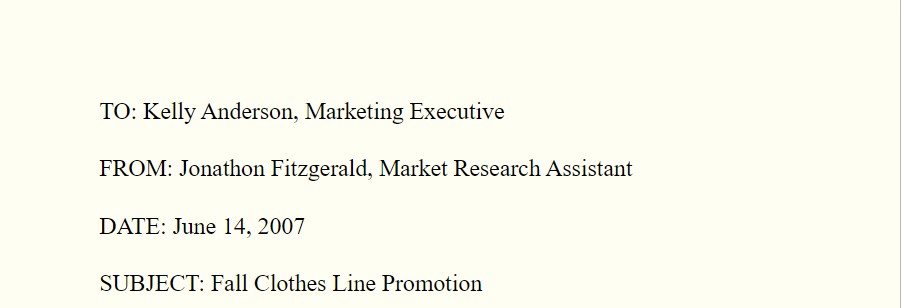 TO: Kelly Anderson, Marketing Executive
FROM: Jonathon Fitzgerald, Market Research Assistant
DATE: June 14, 2007
SUBJECT: Fall Clothes Line Promotion